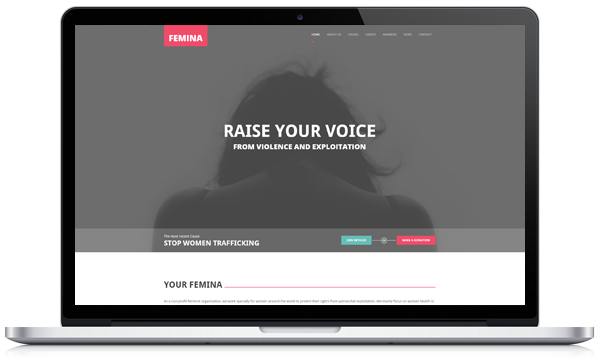 FEMINA
HOME ABOUT US CAUSES EVENTS MEMBERS NEWS CONTACT
RAISE YOUR VOICE
FROM VIOLENCE AND EXPLOITATION
The most recent Cause
STOP WOMEN TRAFFICKING
JOIN WITH US
MAKE A DONATION
YOUR FEMINA